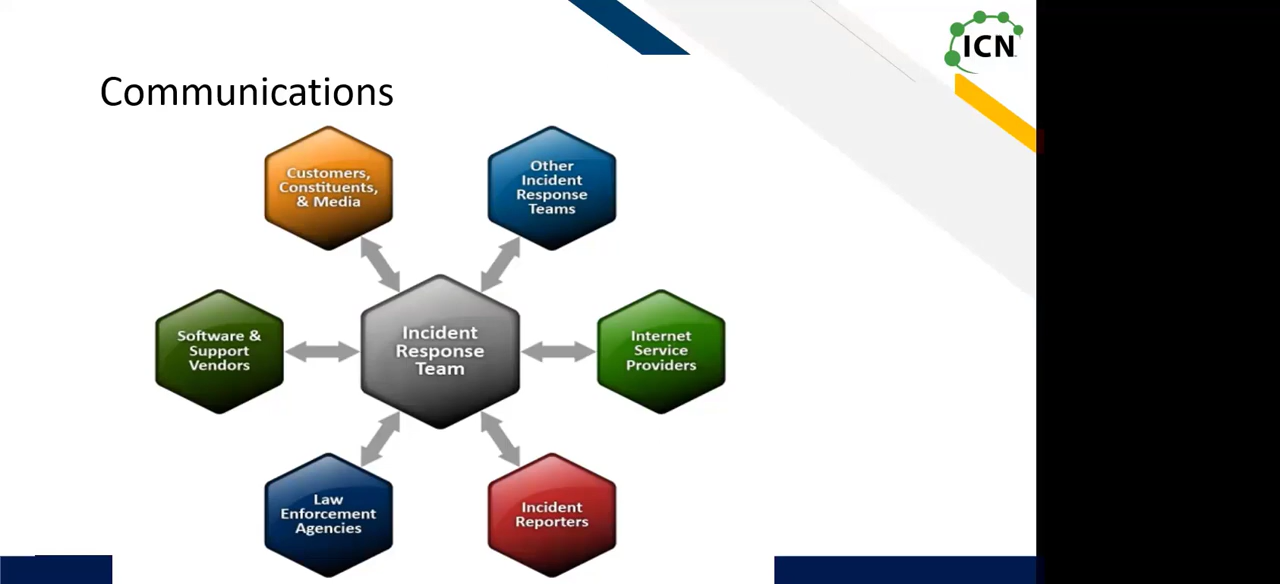 ICN
Communications
Customers,
Constituents,
& Media
Other
Incident
Response
Teams
Software &
Support
Vendors
Incident
Response
Team
Internet
Service
Providers
Law
Enforcement
Agencies
Incident
Reporters